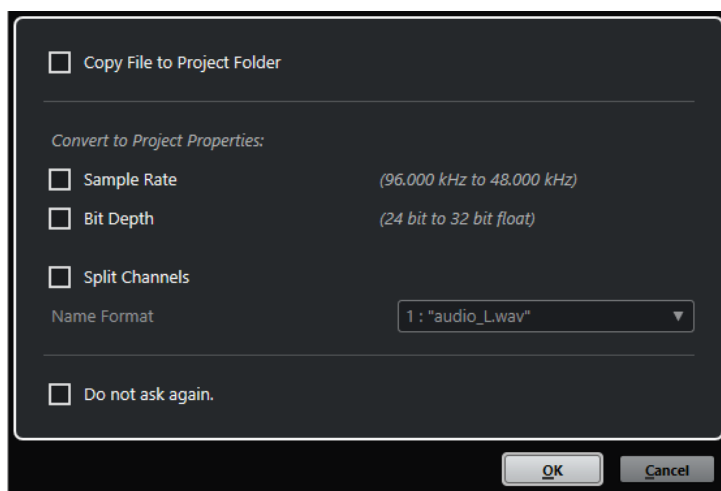 Copy File to Project Folder
Convert to Project Properties:
Sample Rate (96.000 kHz to 48.000 kHz)
Bit Depth (24 bit to 32 bit float)
Split Channels
Name Format 1 : "audio_L.wav"
Do not ask again.
OK Cancel